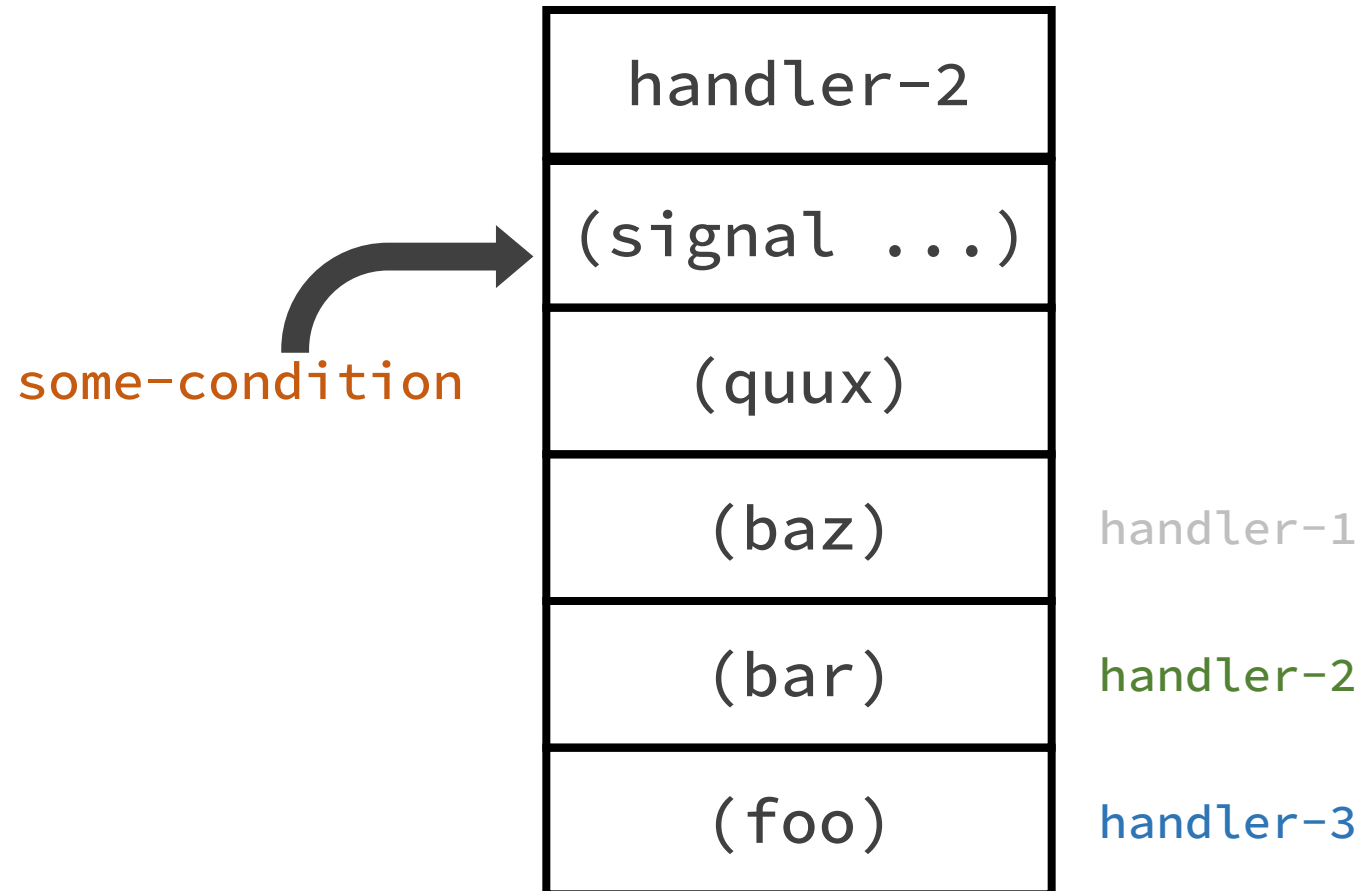 handler-2
(signal ...)
some-condition
(quux)
(baz)
handler-1
(bar)
handler-2
(foo)
handler-3